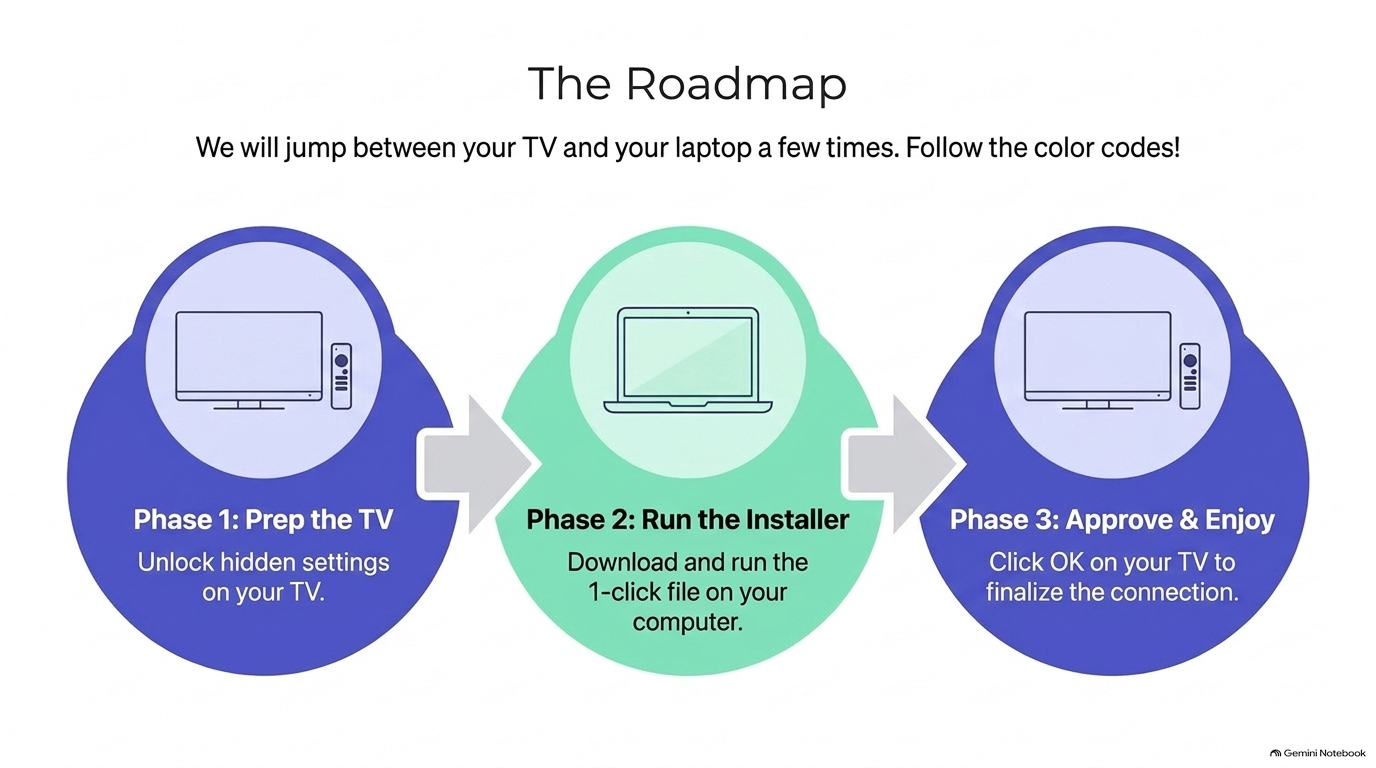 The Roadmap
We will jump between your TV and your laptop a few times. Follow the color codes!
Phase 1: Prep the TV
Unlock hidden settings
on your TV.
Phase 2: Run the Installer
Download and run the
1-click file on your
computer.
Phase 3: Approve & Enjoy
Click OK on your TV to
finalize the connection.
Gemini Notebook